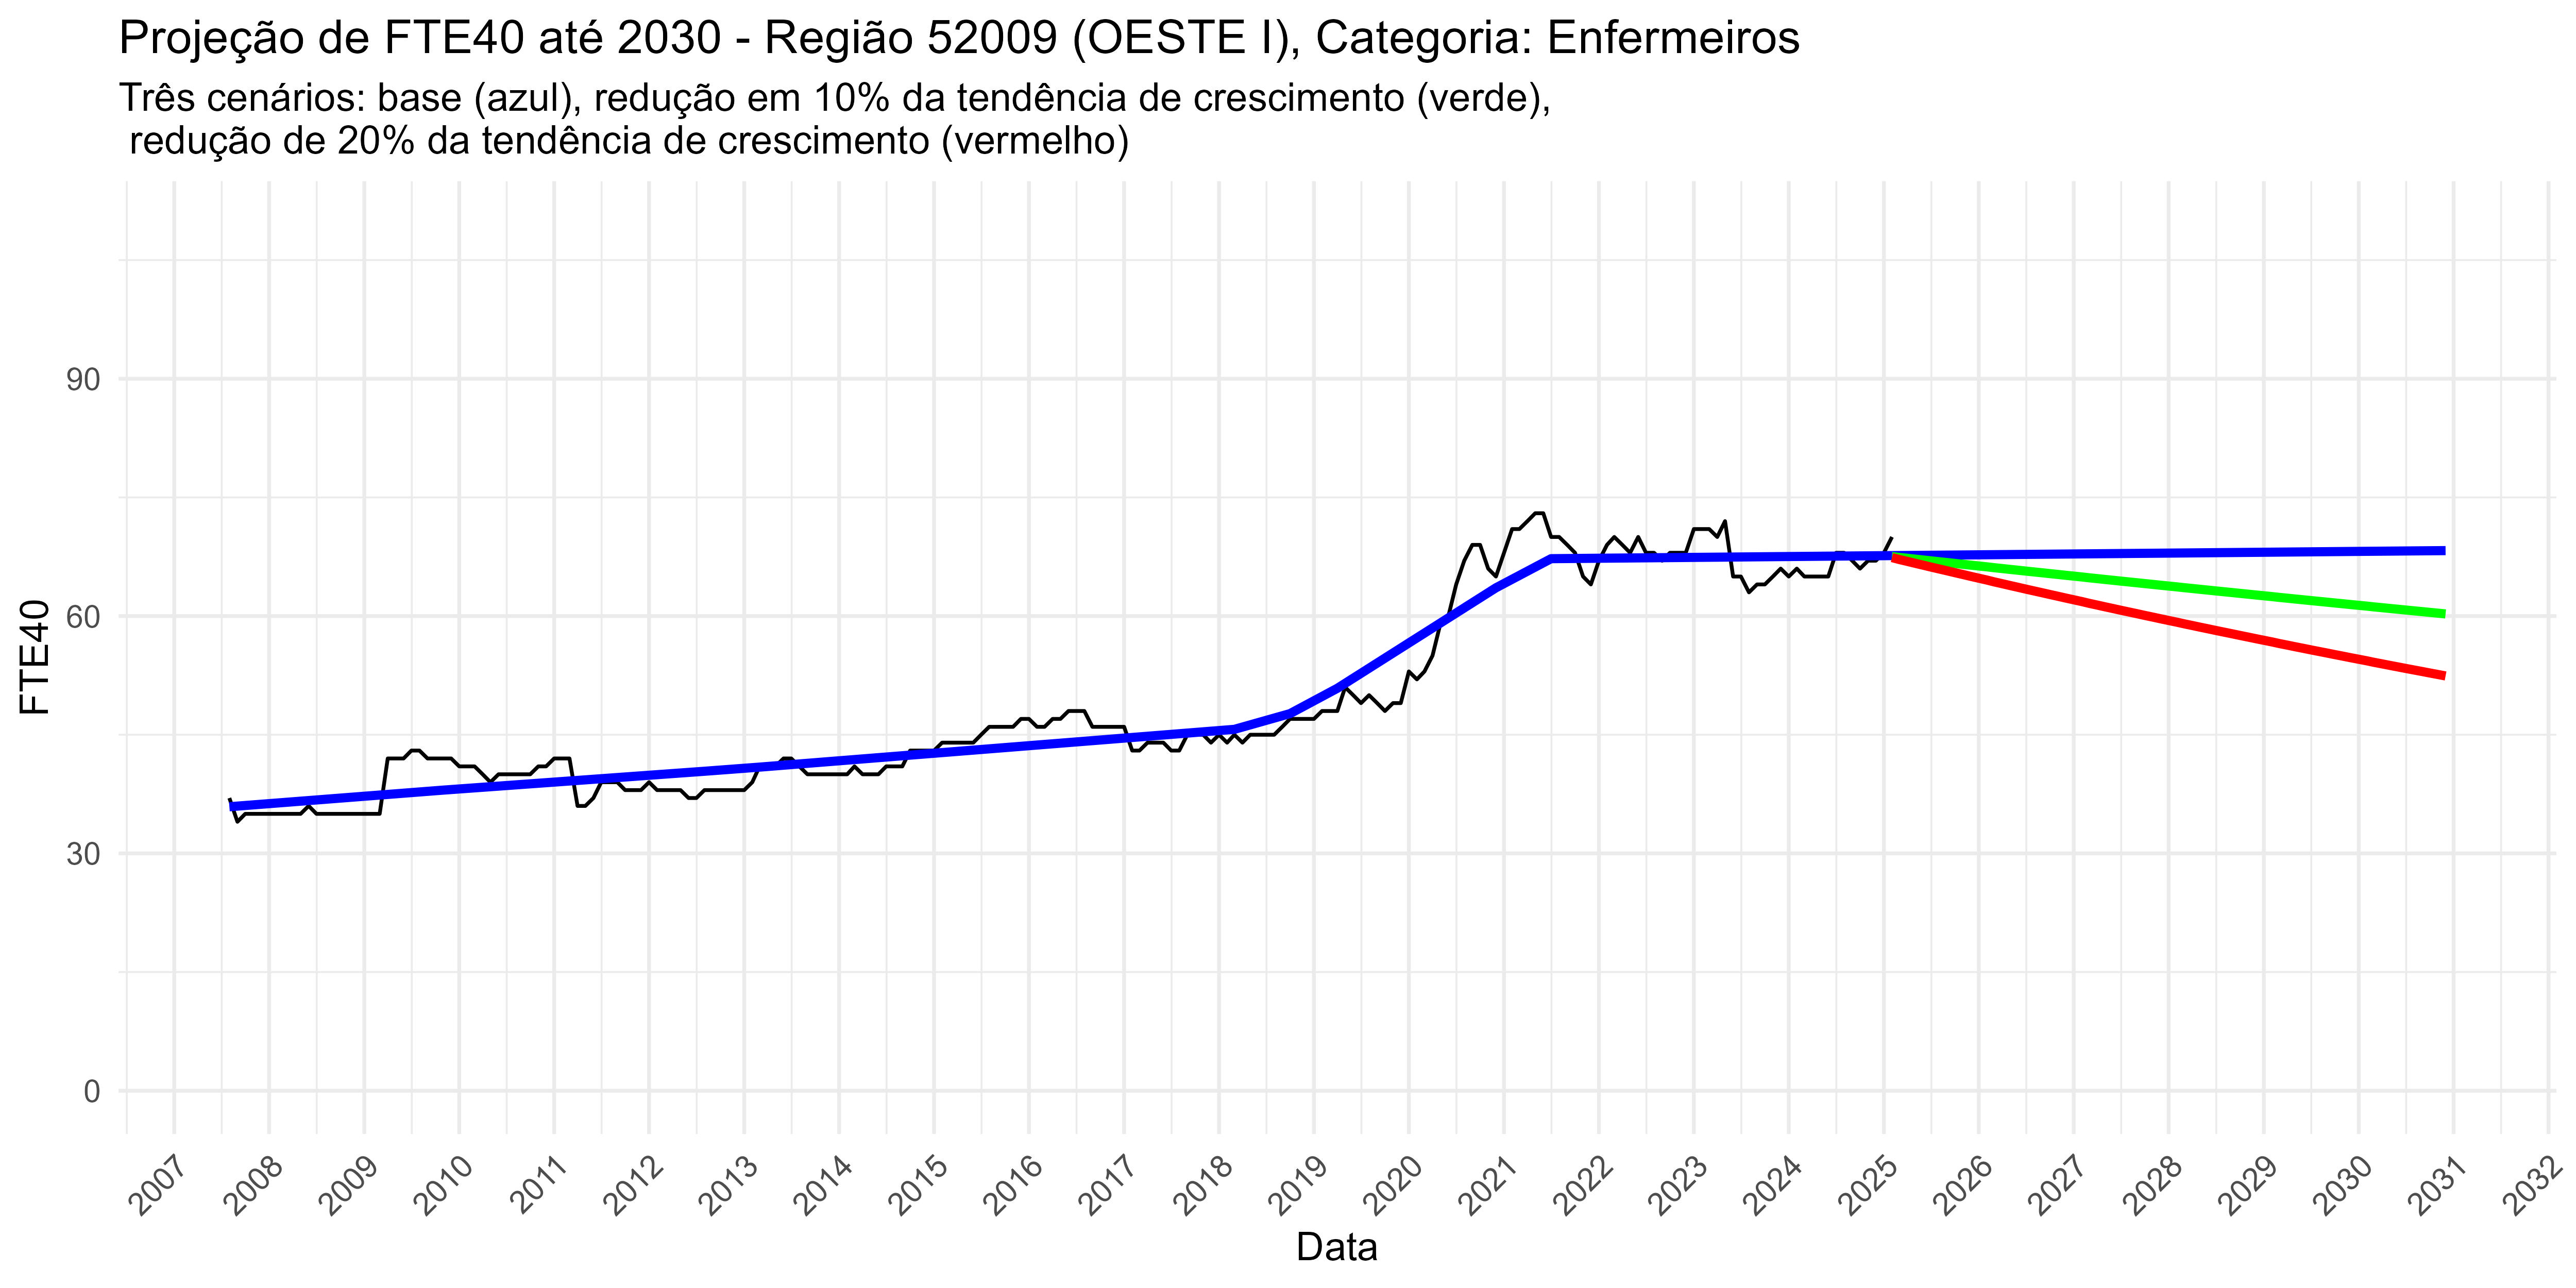 Projeção de FTE40 até 2030 - Região 52009 (OESTE I), Categoria: Enfermeiros
Três cenários: base (azul), redução em 10% da tendência de crescimento (verde),
redução de 20% da tendência de crescimento (vermelho)
FTE40
90
60
30
0
2007 2008 2009 2010 2011 2012 2013 2014 2015 2016 2017 2018 2019 2020 2021 2022 2023 2024 2025 2026 2027 2028 2029 2030 2031 2032
Data